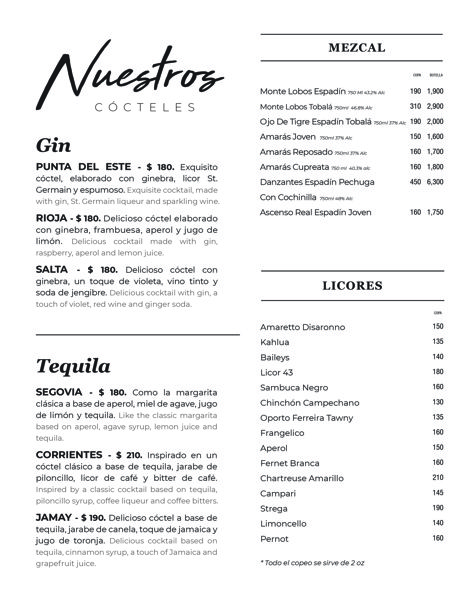 Nuestros
CÓCTELES
Gin
PUNTA DEL ESTE - $ 180. Exquisito
cóctel, elaborado con ginebra, licor St.
Germain y espumoso. Exquisite cocktail, made
with gin, St. Germain liqueur and sparkling wine.
RIOJA - $ 180. Delicioso cóctel elaborado
con ginebra, frambuesa, aperol y jugo de
limón. Delicious cocktail made with gin,
raspberry, aperol and lemon juice.
SALTA - $ 180. Delicioso cóctel con
ginebra, un toque de violeta, vino tinto y
soda de jengibre. Delicious cocktail with gin, a
touch of violet, red wine and ginger soda.
Tequila
SEGOVIA - $ 180. Como la margarita
clásica a base de aperol, miel de agave, jugo
de limón y tequila. Like the classic margarita
based on aperol, agave syrup, lemon juice and
tequila.
CORRIENTES - $ 210. Inspirado en un
cóctel clásico a base de tequila, jarabe de
piloncillo, licor de café y bitter de café.
Inspired by a classic cocktail based on tequila,
piloncillo syrup, coffee liqueur and coffee bitters.
JAMAY - $ 190. Delicioso cóctel a base de
tequila, jarabe de canela, toque de jamaica y
jugo de toronja. Delicious cocktail based on
tequila, cinnamon syrup, a touch of Jamaica and
grapefruit juice.
MEZCAL
COPA BOTELLA
Monte Lobos Espadín 750 Ml 43.2% Alc 190 1,900
Monte Lobos Tobalá 750ml 46.8% Alc 310 2,900
Ojo De Tigre Espadín Tobalá 750ml 37% Alc 190 2,000
Amarás Joven 750ml 37% Alc 150 1,600
Amarás Reposado 750ml 37% Alc 160 1,700
Amarás Cupreata 750 ml 40.3% alc 160 1,800
Danzantes Espadín Pechuga 450 6,300
Con Cochinilla 750ml 48% Alc
Ascenso Real Espadín Joven 160 1,750
LICORES
COPA
Amaretto Disaronno 150
Kahlua 135
Baileys 140
Licor 43 180
Sambuca Negro 160
Chinchón Campechano 130
Oporto Ferreira Tawny 135
Frangelico 160
Aperol 150
Fernet Branca 160
Chartreuse Amarillo 210
Campari 145
Strega 190
Limoncello 140
Pernot 160
* Todo el copeo se sirve de 2 oz